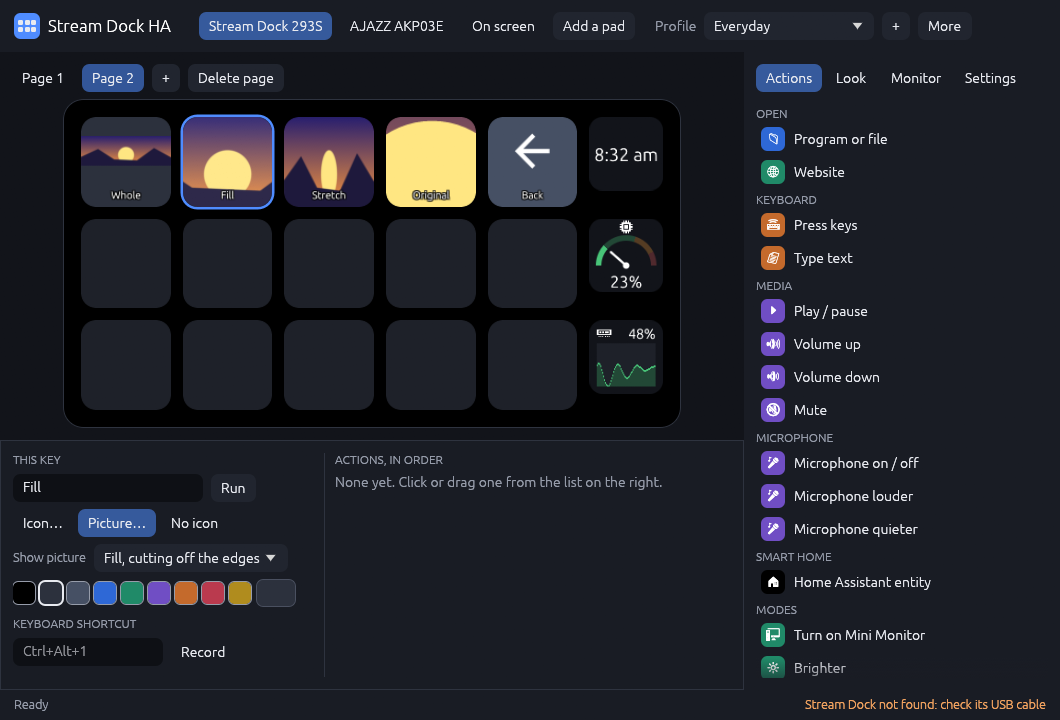 Stream Dock HA
Stream Dock 293S
AJAZZ AKP03E
On screen
Add a pad
Profile
Everyday
+
More
Page 1
Page 2
+
Delete page
Actions
Look
Monitor
Settings
Whole
Fill
Stretch
Original
Back
8:32 am
23%
48%
OPEN
Program or file
Website
KEYBOARD
Press keys
Type text
MEDIA
Play / pause
Volume up
Volume down
Mute
MICROPHONE
Microphone on / off
Microphone louder
Microphone quieter
SMART HOME
Home Assistant entity
MODES
Turn on Mini Monitor
Brighter
THIS KEY
Fill
Run
Icon...
Picture...
No icon
Show picture
Fill, cutting off the edges
KEYBOARD SHORTCUT
Ctrl+Alt+1
Record
ACTIONS, IN ORDER
None yet. Click or drag one from the list on the right.
Ready
Stream Dock not found: check its USB cable